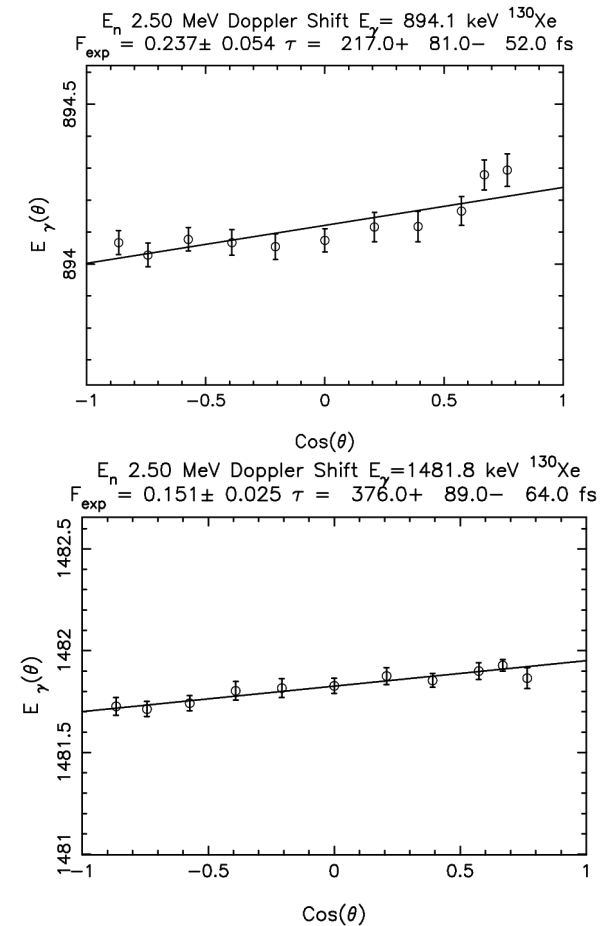 E_n 2.50 MeV Doppler Shift E_γ= 894.1 keV ¹³⁰Xe
F_exp = 0.237± 0.054 τ = 217.0+ 81.0− 52.0 fs
894.5
894
E_γ(θ)
−1 −0.5 0 0.5 1
Cos(θ)
E_n 2.50 MeV Doppler Shift E_γ=1481.8 keV ¹³⁰Xe
F_exp = 0.151± 0.025 τ = 376.0+ 89.0− 64.0 fs
1482.5
1482
1481.5
1481
E_γ(θ)
−1 −0.5 0 0.5 1
Cos(θ)